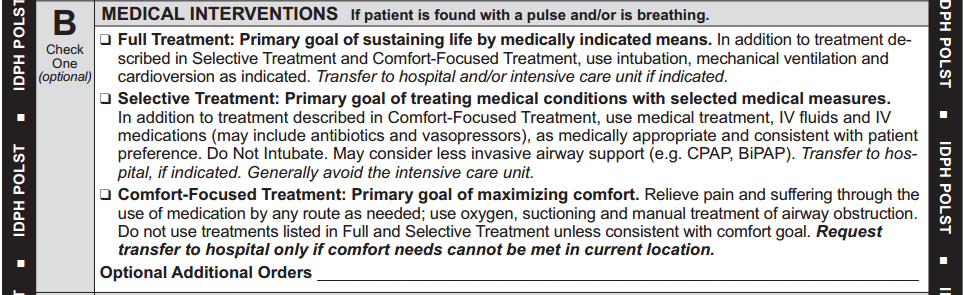 B
Check
One
(optional)
MEDICAL INTERVENTIONS If patient is found with a pulse and/or is breathing.
❑ Full Treatment: Primary goal of sustaining life by medically indicated means. In addition to treatment de-
scribed in Selective Treatment and Comfort-Focused Treatment, use intubation, mechanical ventilation and
cardioversion as indicated. Transfer to hospital and/or intensive care unit if indicated.
❑ Selective Treatment: Primary goal of treating medical conditions with selected medical measures.
In addition to treatment described in Comfort-Focused Treatment, use medical treatment, IV fluids and IV
medications (may include antibiotics and vasopressors), as medically appropriate and consistent with patient
preference. Do Not Intubate. May consider less invasive airway support (e.g. CPAP, BiPAP). Transfer to hos-
pital, if indicated. Generally avoid the intensive care unit.
❑ Comfort-Focused Treatment: Primary goal of maximizing comfort. Relieve pain and suffering through the
use of medication by any route as needed; use oxygen, suctioning and manual treatment of airway obstruction.
Do not use treatments listed in Full and Selective Treatment unless consistent with comfort goal. Request
transfer to hospital only if comfort needs cannot be met in current location.
Optional Additional Orders
IDPH POLST ■ IDPH POLST ■
IDPH POLST ■ IDPH POLST ■